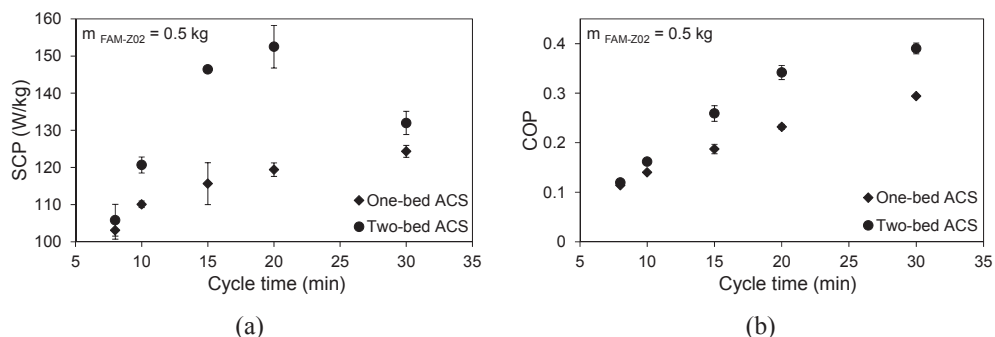 160
150
140
130
120
110
100
SCP (W/kg)
m FAM-Z02 = 0.5 kg
One-bed ACS
Two-bed ACS
5 10 15 20 25 30 35
Cycle time (min)
(a)
0.4
0.3
0.2
0.1
0
COP
m FAM-Z02 = 0.5 kg
One-bed ACS
Two-bed ACS
5 10 15 20 25 30 35
Cycle time (min)
(b)